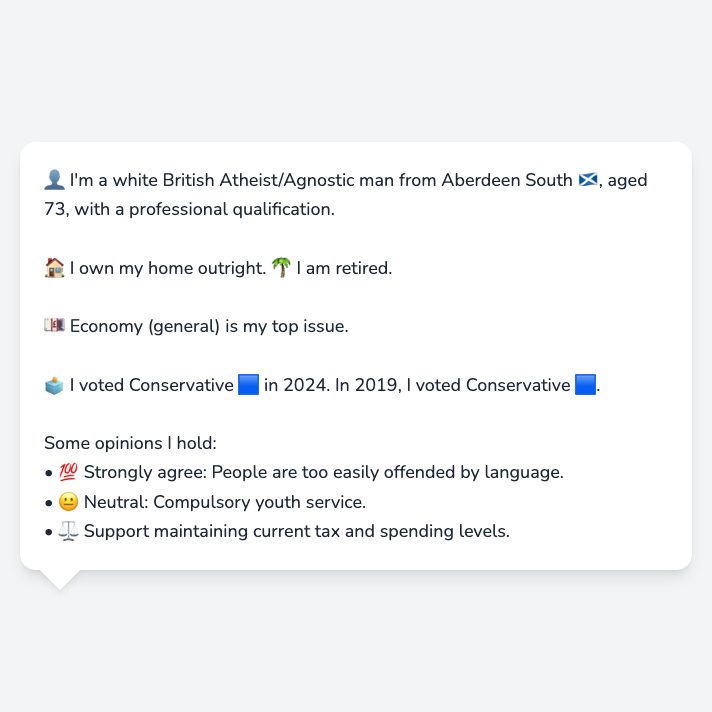 👤 I'm a white British Atheist/Agnostic man from Aberdeen South 🏴󠁧󠁢󠁳󠁣󠁴󠁿, aged
73, with a professional qualification.
🏠 I own my home outright. 🌴 I am retired.
💷 Economy (general) is my top issue.
🗳️ I voted Conservative 🟦 in 2024. In 2019, I voted Conservative 🟦.
Some opinions I hold:
• 💯 Strongly agree: People are too easily offended by language.
• 😐 Neutral: Compulsory youth service.
• ⚖️ Support maintaining current tax and spending levels.